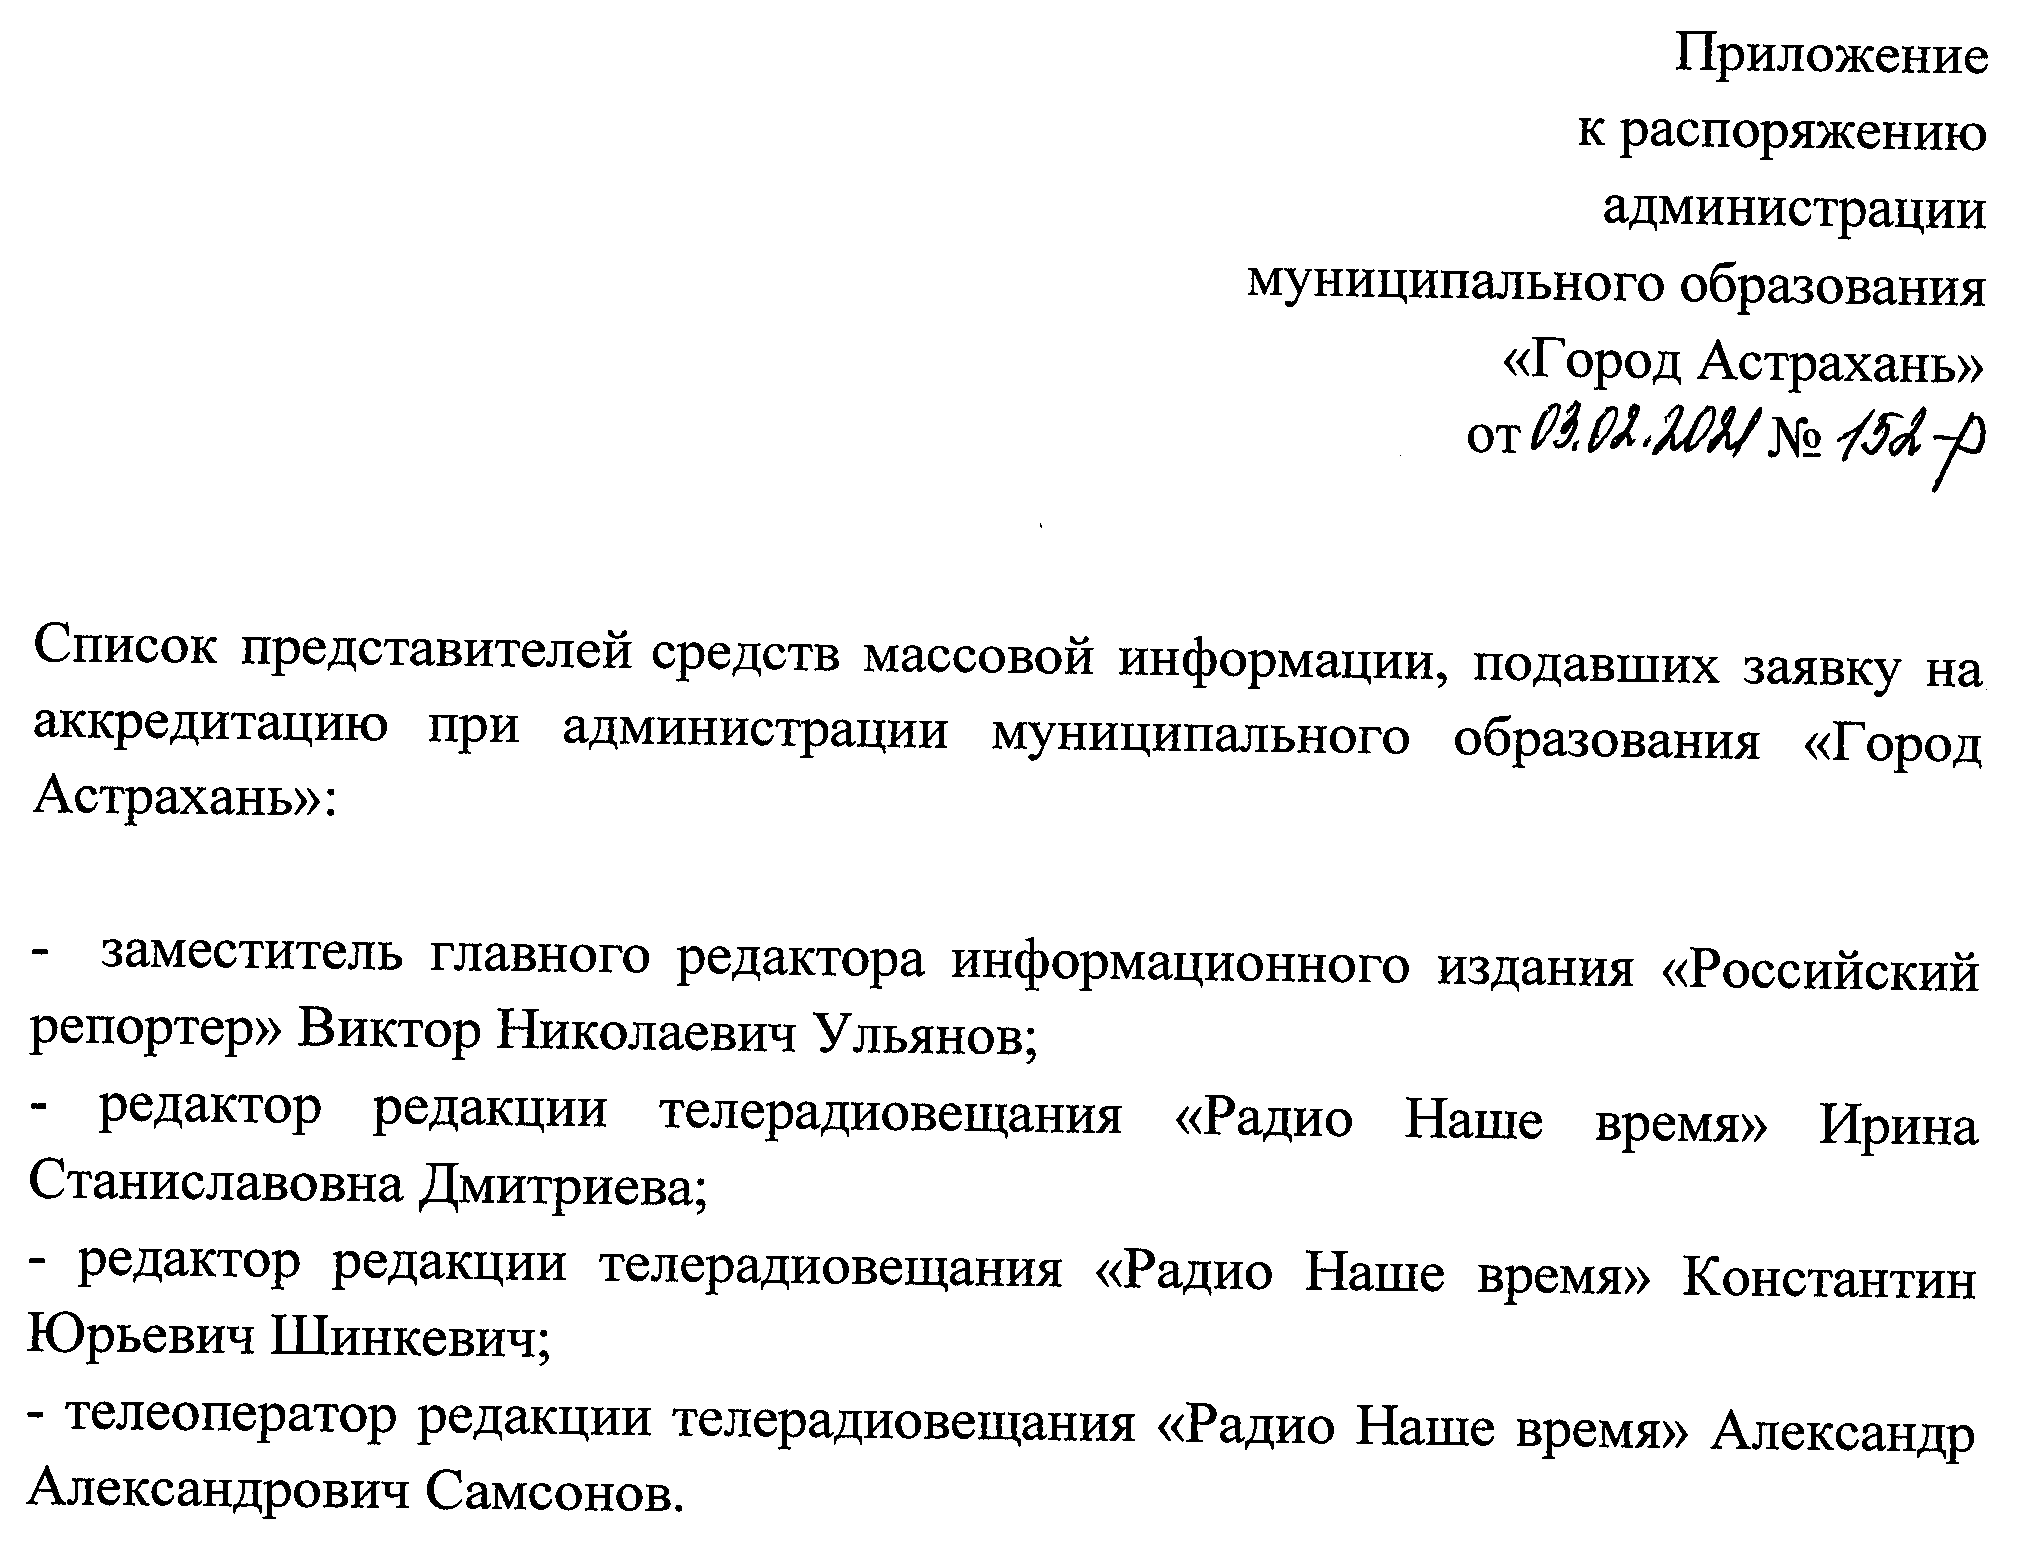 Приложение
к распоряжению
администрации
муниципального образования
«Город Астрахань»
от 03.02.2021 № 152-р
Список представителей средств массовой информации, подавших заявку на
аккредитацию при администрации муниципального образования «Город
Астрахань»:
- заместитель главного редактора информационного издания «Российский
репортер» Виктор Николаевич Ульянов;
- редактор редакции телерадиовещания «Радио Наше время» Ирина
Станиславовна Дмитриева;
- редактор редакции телерадиовещания «Радио Наше время» Константин
Юрьевич Шинкевич;
- телеоператор редакции телерадиовещания «Радио Наше время» Александр
Александрович Самсонов.